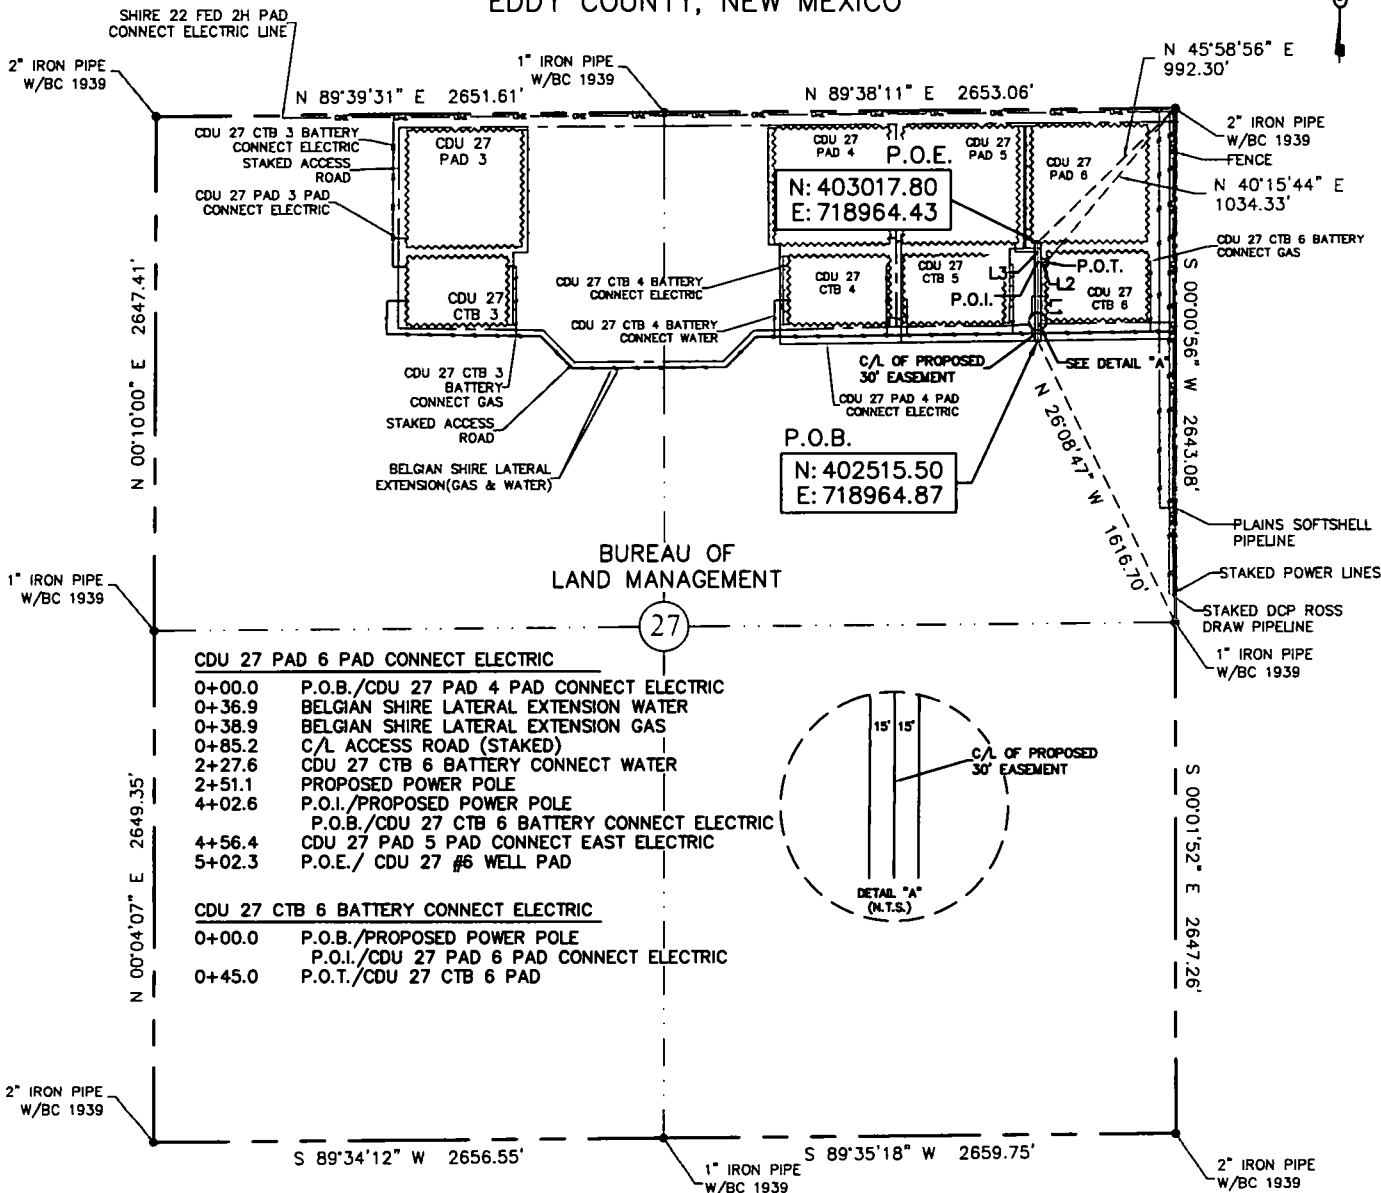 EDDY COUNTY, NEW MEXICO
SHIRE 22 FED 2H PAD
CONNECT ELECTRIC LINE
2" IRON PIPE
W/BC 1939
N 89°39'31" E 2651.61'
1" IRON PIPE
W/BC 1939
N 89°38'11" E 2653.06'
N 45°58'56" E
992.30'
2" IRON PIPE
W/BC 1939
FENCE
N 40°15'44" E
1034.33'
CDU 27 CTB 6 BATTERY
CONNECT GAS
CDU 27 CTB 3 BATTERY
CONNECT ELECTRIC
STAKED ACCESS
ROAD
CDU 27 PAD 3 PAD
CONNECT ELECTRIC
CDU 27
PAD 3
CDU 27
PAD 4
CDU 27
PAD 5
CDU 27
PAD 6
P.O.E.
N: 403017.80
E: 718964.43
CDU 27
CTB 3
CDU 27 CTB 4 BATTERY
CONNECT ELECTRIC
CDU 27
CTB 4
CDU 27
CTB 5
L3
P.O.T.
L2
P.O.I.
L1
CDU 27
CTB 6
CDU 27 CTB 4 BATTERY
CONNECT WATER
CDU 27 CTB 3
BATTERY
CONNECT GAS
C/L OF PROPOSED
30' EASEMENT
SEE DETAIL "A"
CDU 27 PAD 4 PAD
CONNECT ELECTRIC
STAKED ACCESS
ROAD
BELGIAN SHIRE LATERAL
EXTENSION(GAS & WATER)
P.O.B.
N: 402515.50
E: 718964.87
N 26°08'47" W 1616.70'
N 00°10'00" E 2647.41'
S 00°00'56" W 2643.08'
PLAINS SOFTSHELL
PIPELINE
STAKED POWER LINES
STAKED DCP ROSS
DRAW PIPELINE
1" IRON PIPE
W/BC 1939
BUREAU OF
LAND MANAGEMENT
27
1" IRON PIPE
W/BC 1939
CDU 27 PAD 6 PAD CONNECT ELECTRIC
0+00.0 P.O.B./CDU 27 PAD 4 PAD CONNECT ELECTRIC
0+36.9 BELGIAN SHIRE LATERAL EXTENSION WATER
0+38.9 BELGIAN SHIRE LATERAL EXTENSION GAS
0+85.2 C/L ACCESS ROAD (STAKED)
2+27.6 CDU 27 CTB 6 BATTERY CONNECT WATER
2+51.1 PROPOSED POWER POLE
4+02.6 P.O.I./PROPOSED POWER POLE
P.O.B./CDU 27 CTB 6 BATTERY CONNECT ELECTRIC
4+56.4 CDU 27 PAD 5 PAD CONNECT EAST ELECTRIC
5+02.3 P.O.E./ CDU 27 #6 WELL PAD
CDU 27 CTB 6 BATTERY CONNECT ELECTRIC
0+00.0 P.O.B./PROPOSED POWER POLE
P.O.I./CDU 27 PAD 6 PAD CONNECT ELECTRIC
0+45.0 P.O.T./CDU 27 CTB 6 PAD
15' 15'
C/L OF PROPOSED
30' EASEMENT
DETAIL "A"
(N.T.S.)
N 00°04'07" E 2649.35'
S 00°01'52" E 2647.26'
2" IRON PIPE
W/BC 1939
S 89°34'12" W 2656.55'
1" IRON PIPE
W/BC 1939
S 89°35'18" W 2659.75'
2" IRON PIPE
W/BC 1939